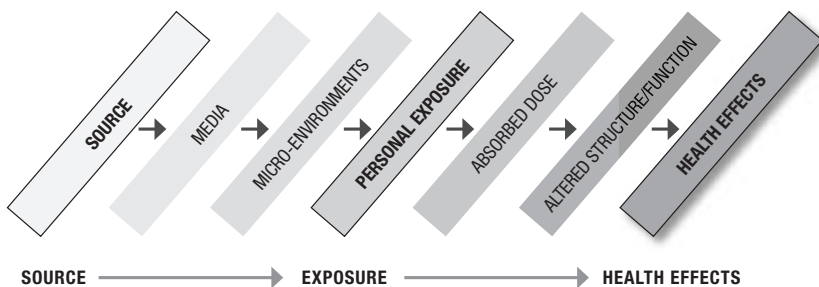 SOURCE
MEDIA
MICRO-ENVIRONMENTS
PERSONAL EXPOSURE
ABSORBED DOSE
ALTERED STRUCTURE/FUNCTION
HEALTH EFFECTS
SOURCE EXPOSURE HEALTH EFFECTS